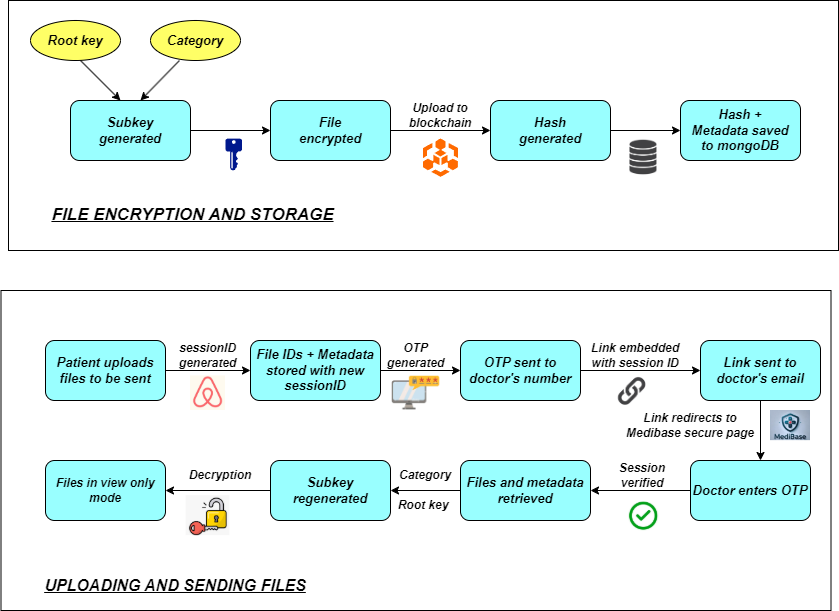 Root key
Category
Subkey
generated
File
encrypted
Upload to
blockchain
Hash
generated
Hash +
Metadata saved
to mongoDB
FILE ENCRYPTION AND STORAGE
Patient uploads
files to be sent
sessionID
generated
File IDs + Metadata
stored with new
sessionID
OTP
generated
OTP sent to
doctor's number
Link embedded
with session ID
Link sent to
doctor's email
Link redirects to
Medibase secure page
MediBase
Doctor enters OTP
Session
verified
Files and metadata
retrieved
Category
Root key
Subkey
regenerated
Decryption
Files in view only
mode
UPLOADING AND SENDING FILES